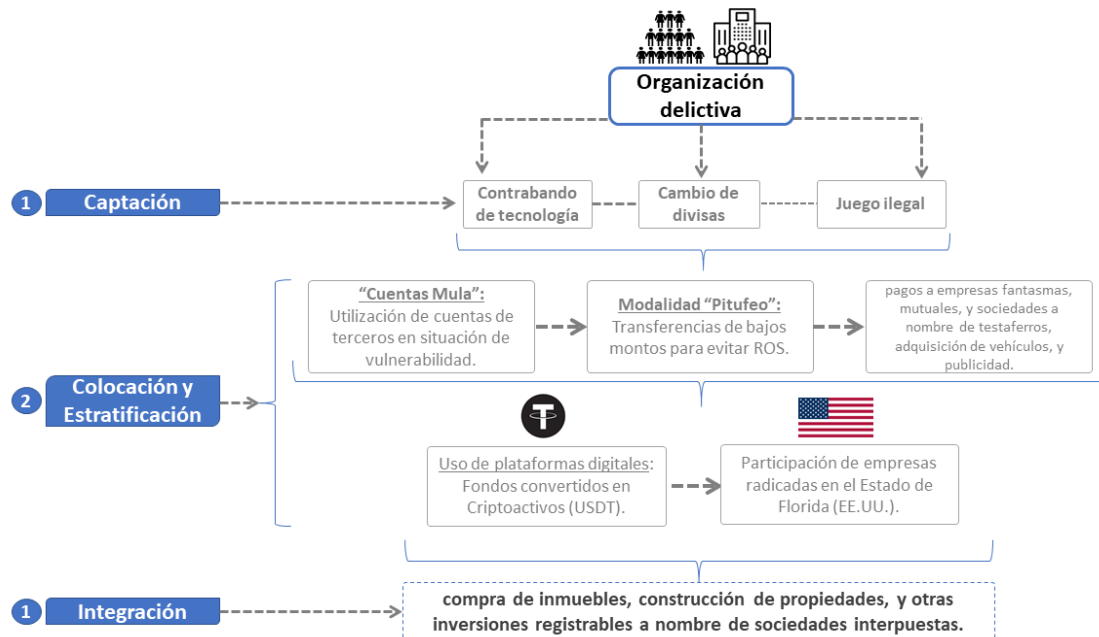 Organización
delictiva
1
Captación
Contrabando
de tecnología
Cambio de
divisas
Juego ilegal
“Cuentas Mula”:
Utilización de cuentas de
terceros en situación de
vulnerabilidad.
Modalidad “Pitufeo”:
Transferencias de bajos
montos para evitar ROS.
pagos a empresas fantasmas,
mutuales, y sociedades a
nombre de testaferros,
adquisición de vehículos, y
publicidad.
2
Colocación y
Estratificación
Uso de plataformas digitales:
Fondos convertidos en
Criptoactivos (USDT).
Participación de empresas
radicadas en el Estado de
Florida (EE.UU.).
1
Integración
compra de inmuebles, construcción de propiedades, y otras
inversiones registrables a nombre de sociedades interpuestas.